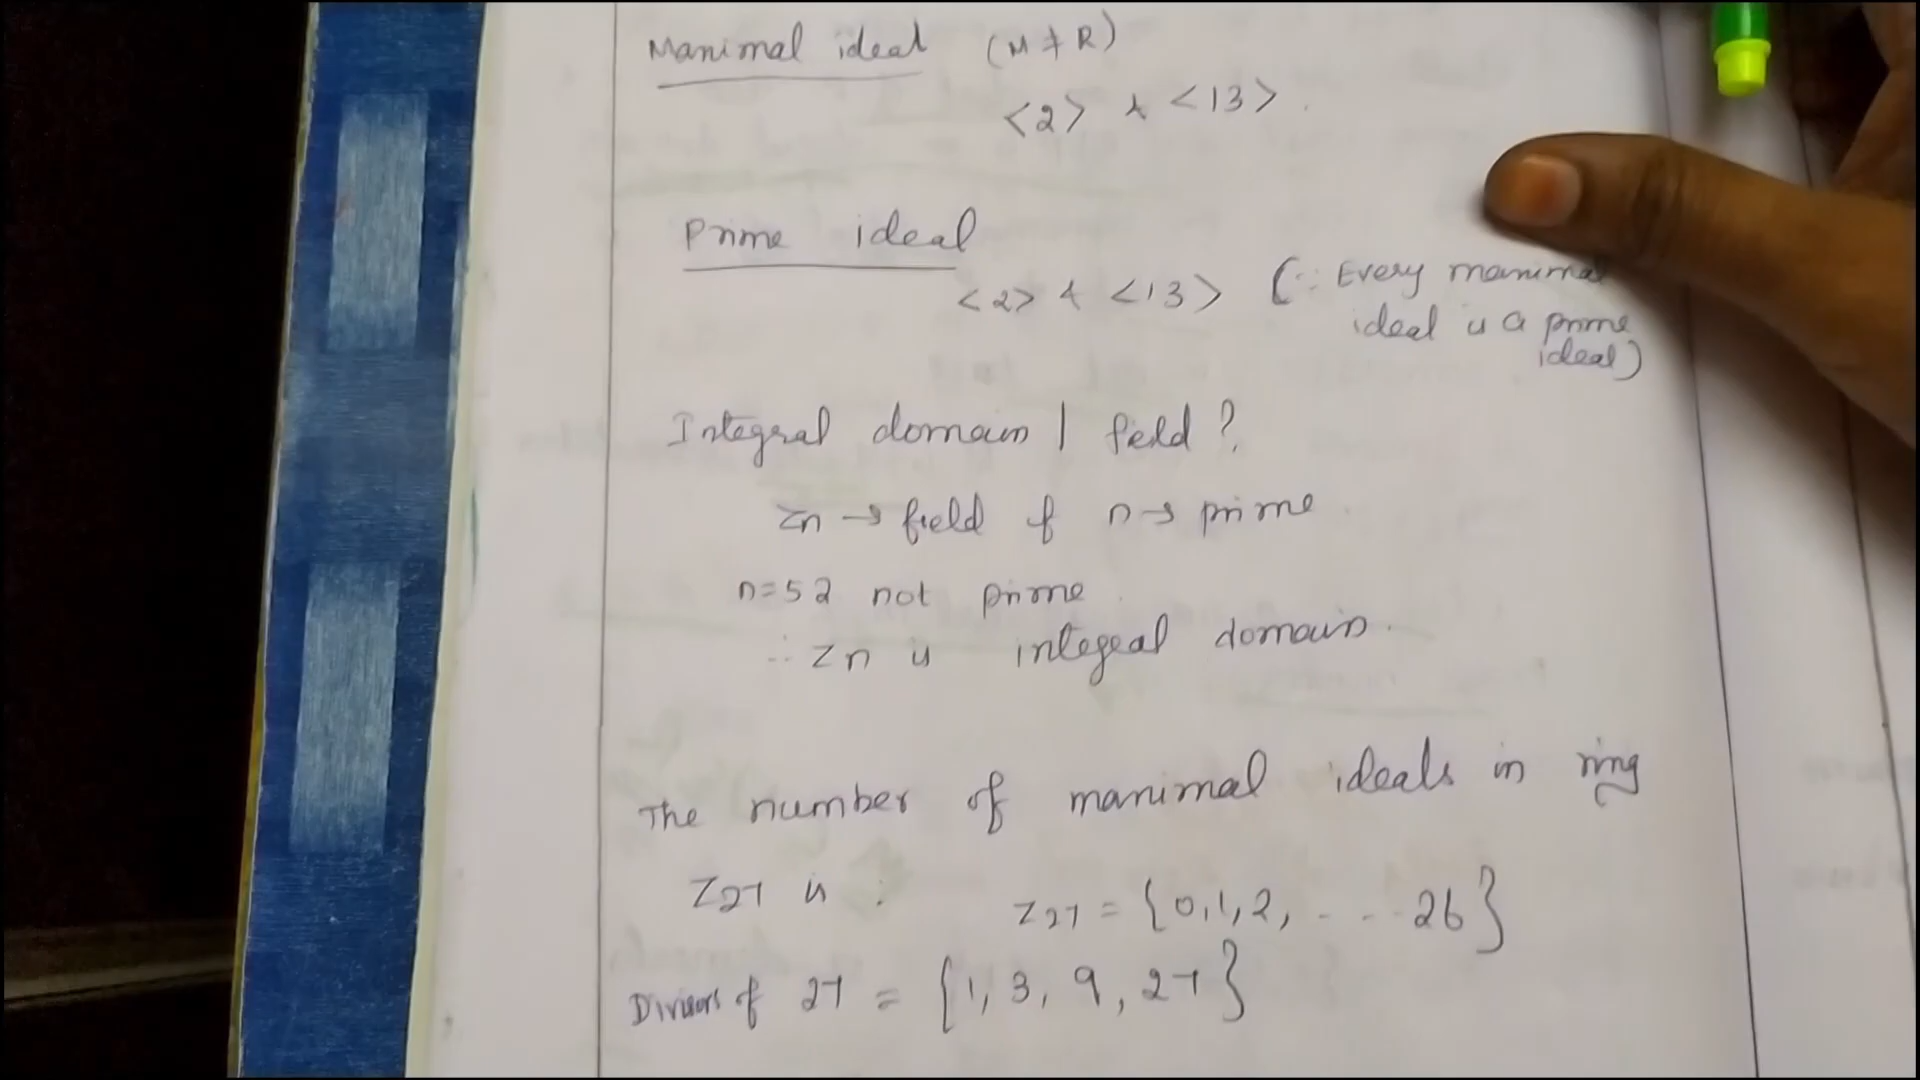 Maximal ideal (M ≠ R)
<2> & <13>.
Prime ideal
<2> & <13> (∵ Every maximal
ideal is a prime
ideal)
Integral domain | field?
Zn → field if n → prime.
n=52 not prime.
∴ Zn is integral domain.
The number of maximal ideals in ring
Z27 is : Z27 = {0,1,2, - - - 26}
Divisors of 27 = {1, 3, 9, 27}